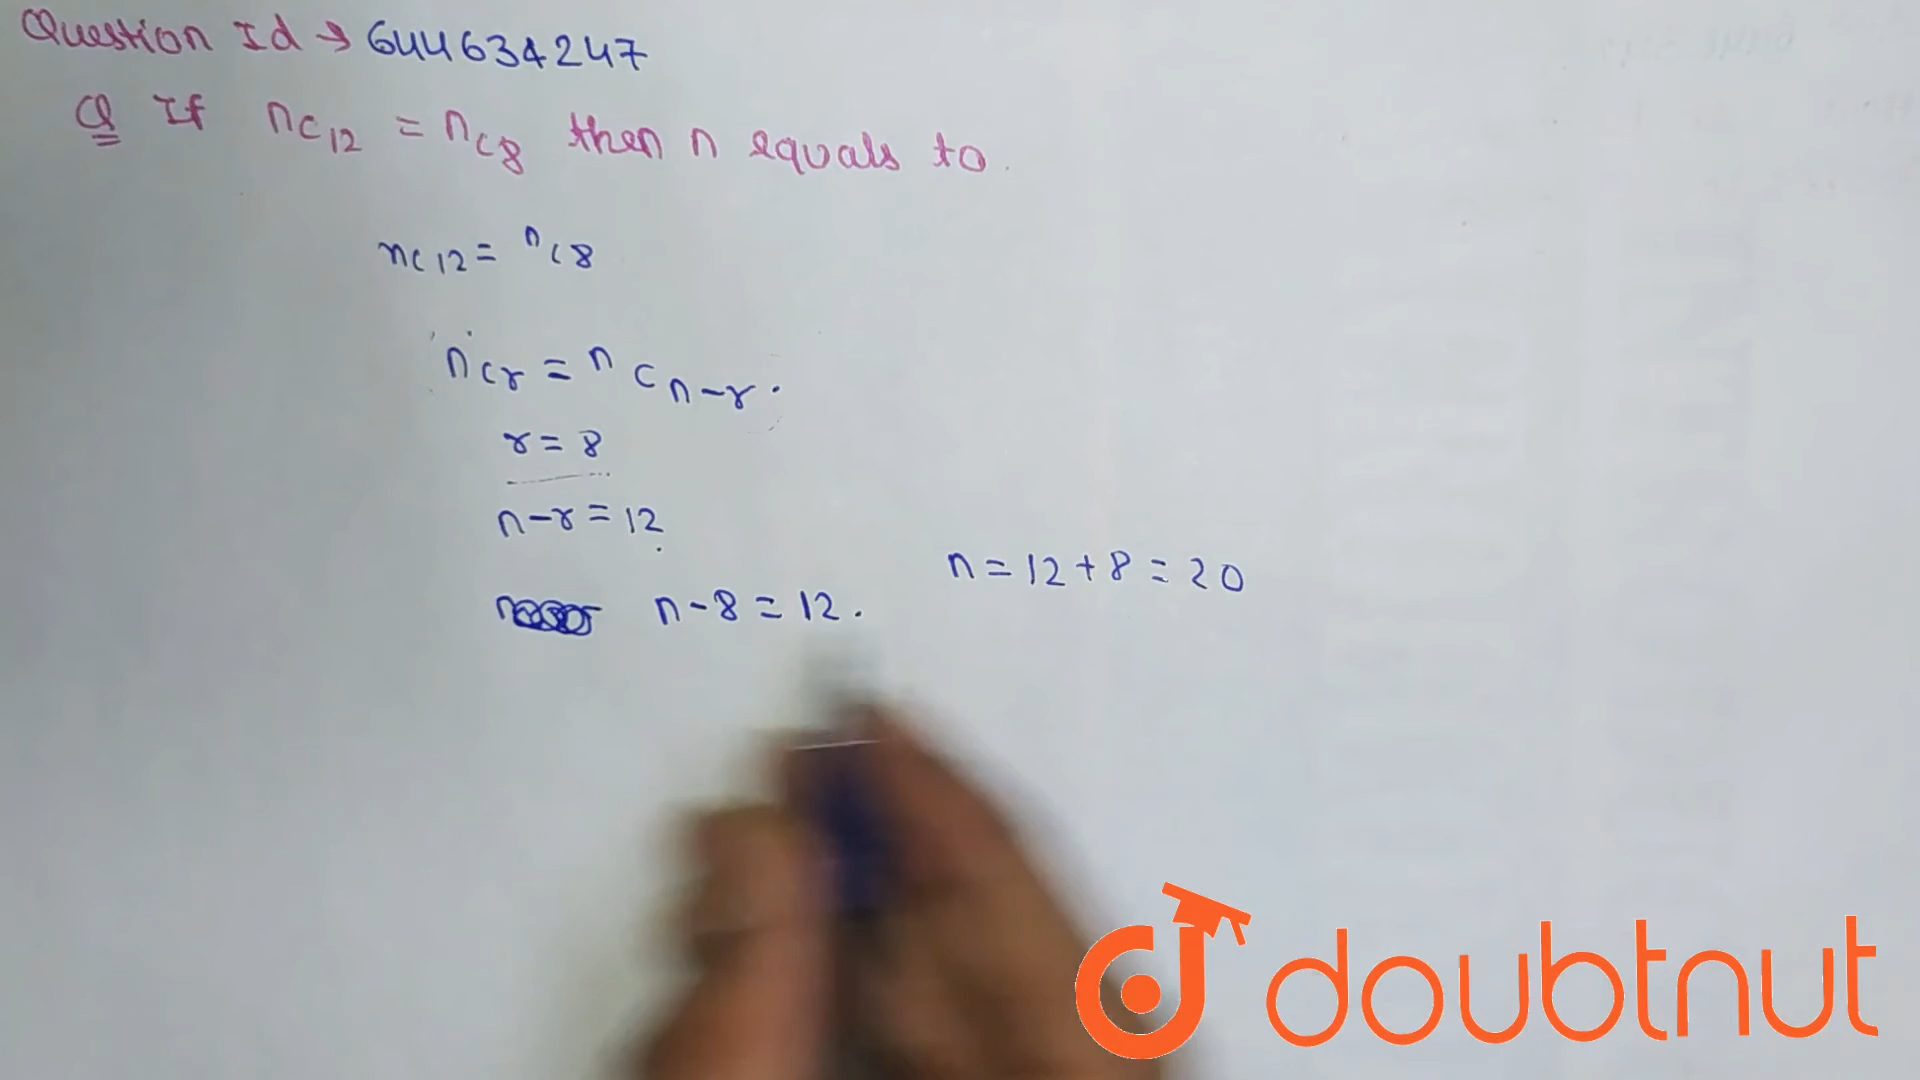 Question Id → 644634247
Q If nC12 = nC8 then n equals to.
nC12 = nC8
nCr = nCn-r.
r = 8
n-r = 12
n-8 = 12.
n = 12+8 = 20
doubtnut